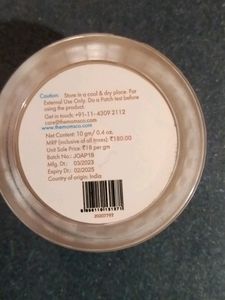 Caution: Store in a cool & dry place. For
External Use Only. Do a Patch test before
using the product.
Get in touch: +91-11-4309 2112
care@themomsco.com
www.themomsco.com
Net Content: 10 gm/ 0.4 oz.
MRP (inclusive of all taxes): ₹180.00
Unit Sale Price: ₹18 per gm
Batch No.: JOAP18
Mfg. Dt.: 03/2023
Expiry Dt.: 02/2025
Country of origin: India